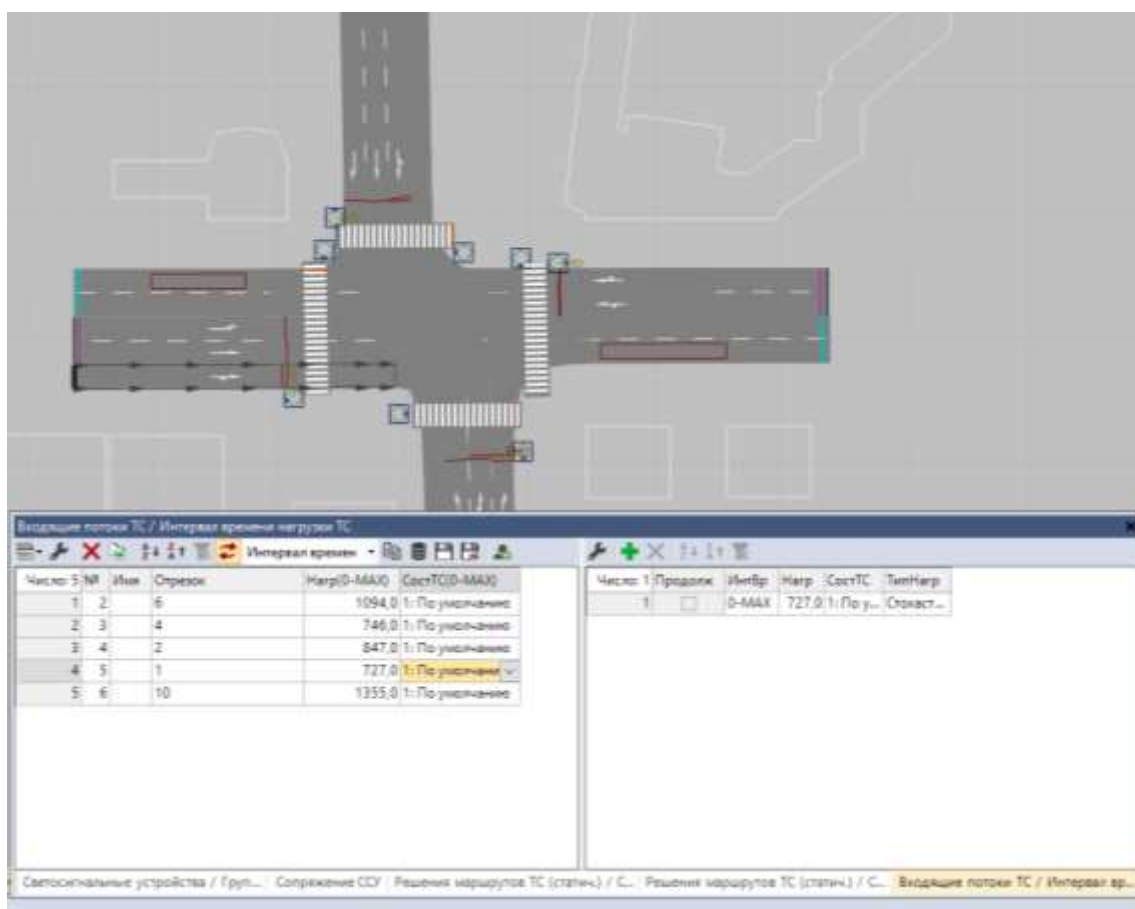 Входящие потоки ТС / Интервал времени нагрузки ТС
Интервал времен
Число: 5 № Имя Отрезок Нагр(0-MAX) СостТС(0-MAX)
1 2 6 1094,0 1: По умолчанию
2 3 4 746,0 1: По умолчанию
3 4 2 847,0 1: По умолчанию
4 5 1 727,0 1: По умолчани
5 6 10 1355,0 1: По умолчанию
Число: 1 Продолж ИнтВр Нагр СостТС ТипНагр
1 0-MAX 727,0 1: По у... Стохаст...
Светосигнальные устройства / Груп... Сопряжение ССУ Решения маршрутов ТС (статич.) / С... Решения маршрутов ТС (статич.) / С... Входящие потоки ТС / Интервал вр...